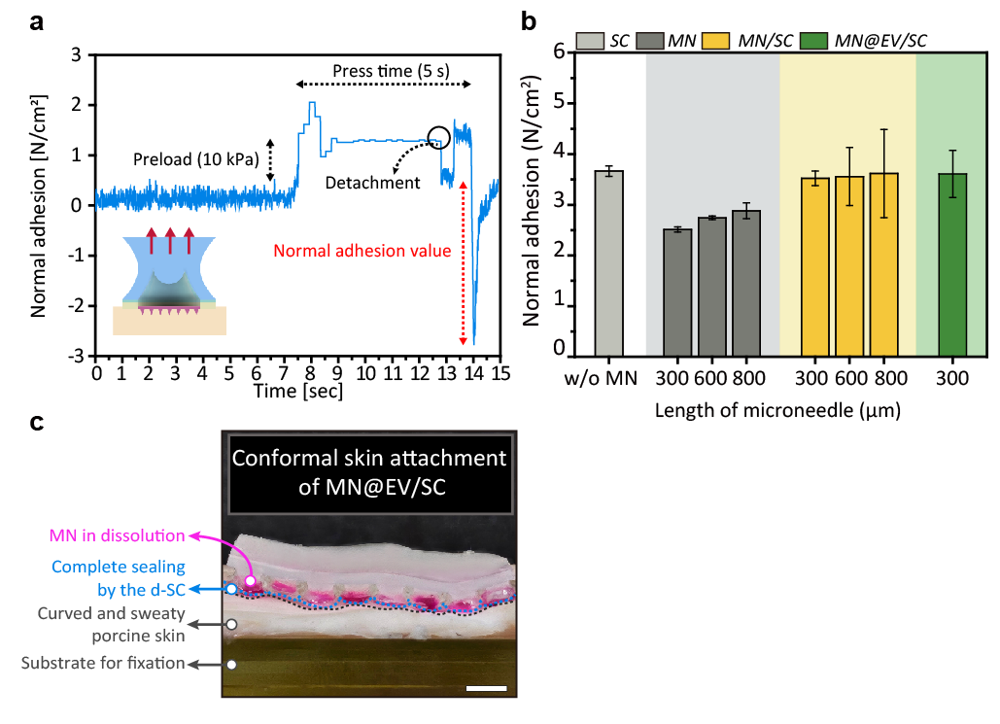 a
Normal adhesion [N/cm²]
3
2
1
0
-1
-2
-3
Press time (5 s)
Preload (10 kPa)
Detachment
Normal adhesion value
0 1 2 3 4 5 6 7 8 9 10 11 12 13 14 15
Time [sec]
b
SC MN MN/SC MN@EV/SC
Normal adhesion (N/cm²)
6
5
4
3
2
1
0
w/o MN 300 600 800 300 600 800 300
Length of microneedle (μm)
c
Conformal skin attachment
of MN@EV/SC
MN in dissolution
Complete sealing
by the d-SC
Curved and sweaty
porcine skin
Substrate for fixation